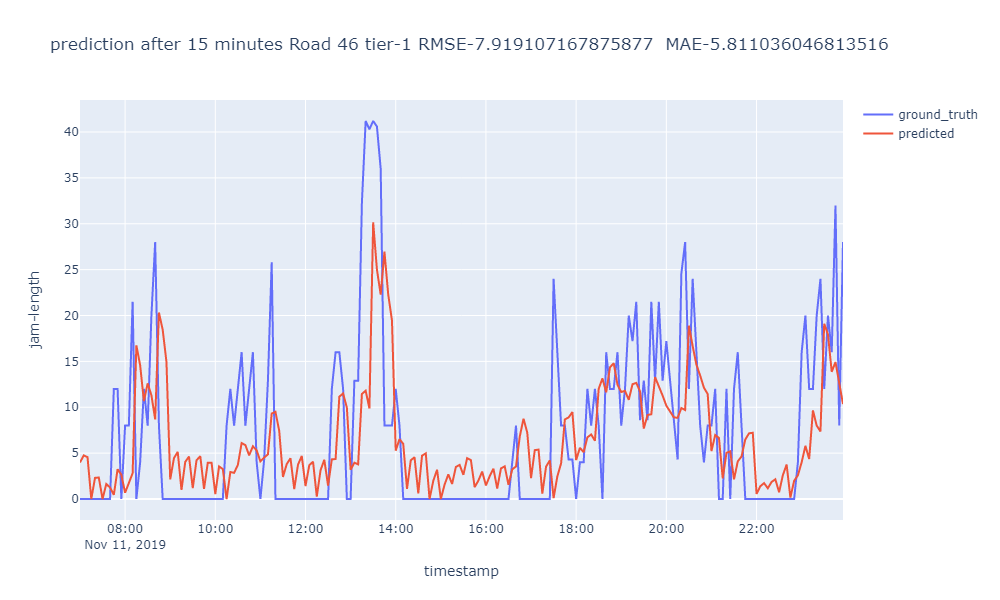 prediction after 15 minutes Road 46 tier-1 RMSE-7.919107167875877  MAE-5.811036046813516
ground_truth
predicted
jam-length
40
35
30
25
20
15
10
5
0
08:00 10:00 12:00 14:00 16:00 18:00 20:00 22:00
Nov 11, 2019
timestamp